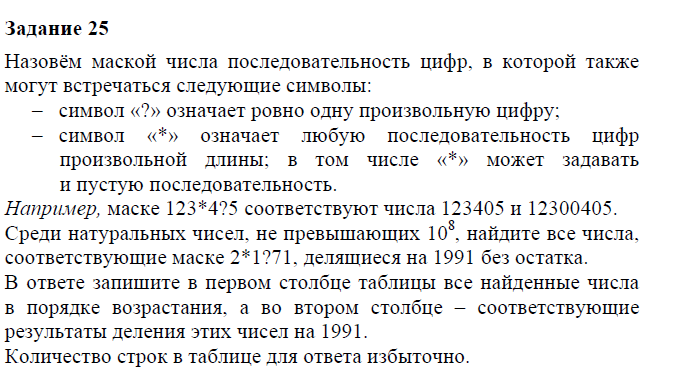 Задание 25
Назовём маской числа последовательность цифр, в которой также
могут встречаться следующие символы:
– символ «?» означает ровно одну произвольную цифру;
– символ «*» означает любую последовательность цифр
произвольной длины; в том числе «*» может задавать
и пустую последовательность.
Например, маске 123*4?5 соответствуют числа 123405 и 12300405.
Среди натуральных чисел, не превышающих 10⁸, найдите все числа,
соответствующие маске 2*1?71, делящиеся на 1991 без остатка.
В ответе запишите в первом столбце таблицы все найденные числа
в порядке возрастания, а во втором столбце – соответствующие
результаты деления этих чисел на 1991.
Количество строк в таблице для ответа избыточно.